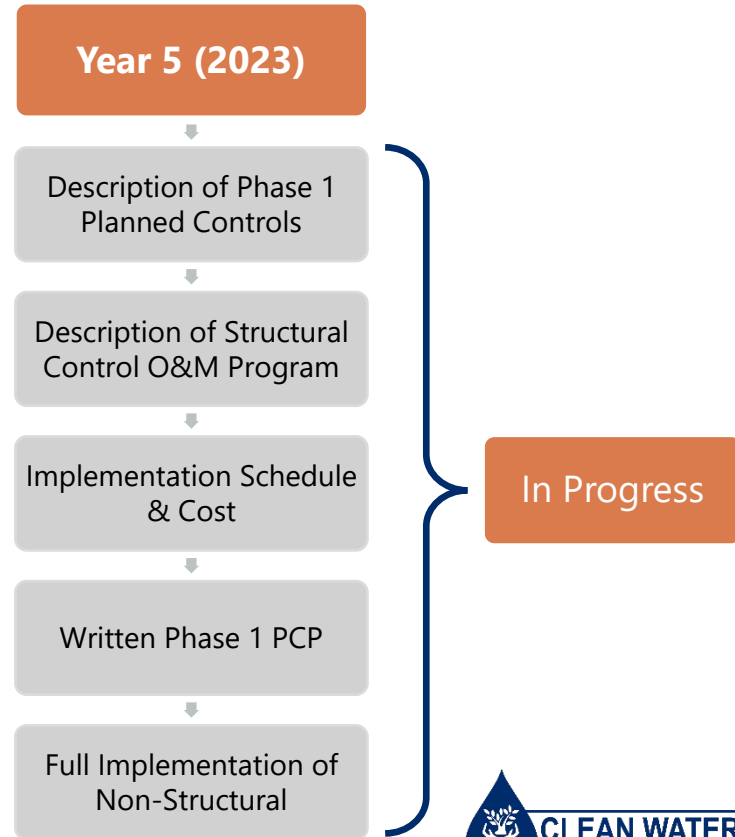 Year 5 (2023)
Description of Phase 1
Planned Controls
Description of Structural
Control O&M Program
Implementation Schedule
& Cost
In Progress
Written Phase 1 PCP
Full Implementation of
Non-Structural
CLEAN WATER